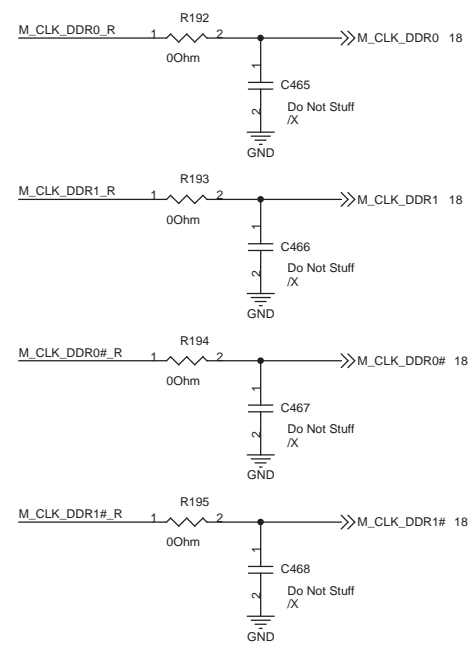 R192
M_CLK_DDR0_R 1 2 M_CLK_DDR0 18
0Ohm
1
C465
2 Do Not Stuff
/X
GND
R193
M_CLK_DDR1_R 1 2 M_CLK_DDR1 18
0Ohm
1
C466
2 Do Not Stuff
/X
GND
R194
M_CLK_DDR0#_R 1 2 M_CLK_DDR0# 18
0Ohm
1
C467
2 Do Not Stuff
/X
GND
R195
M_CLK_DDR1#_R 1 2 M_CLK_DDR1# 18
0Ohm
1
C468
2 Do Not Stuff
/X
GND